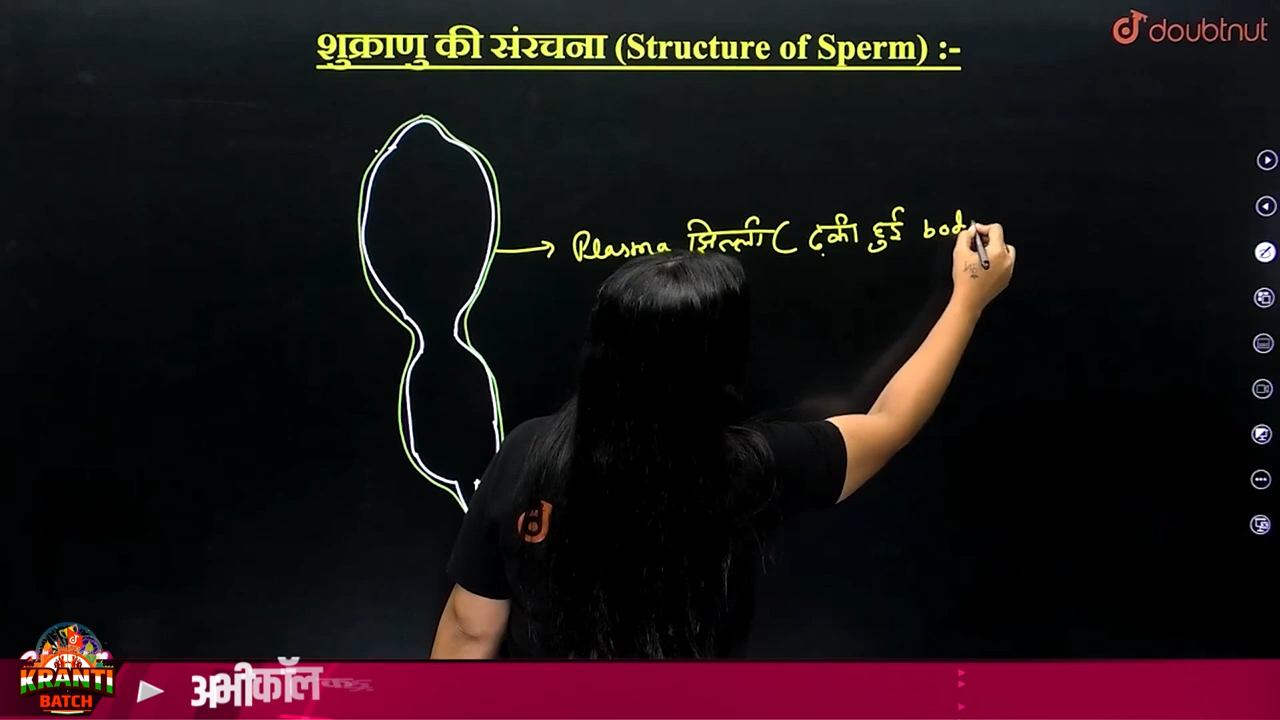 शुक्राणु की संरचना (Structure of Sperm) :-
doubtnut
Plasma झिल्ली ( ढकी हुई bod
KRANTI
BATCH
अभी कॉल